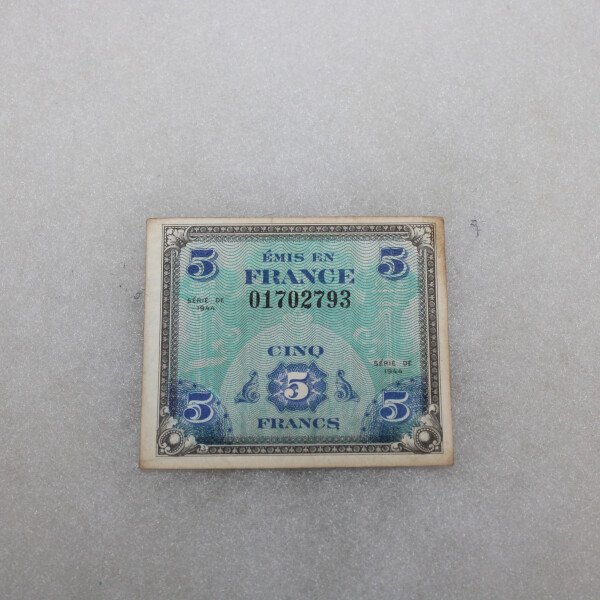 5 ÉMIS EN 5
FRANCE
SÉRIE DE 01702793
1944
CINQ
SÉRIE DE
1944
5
5 5
FRANCS